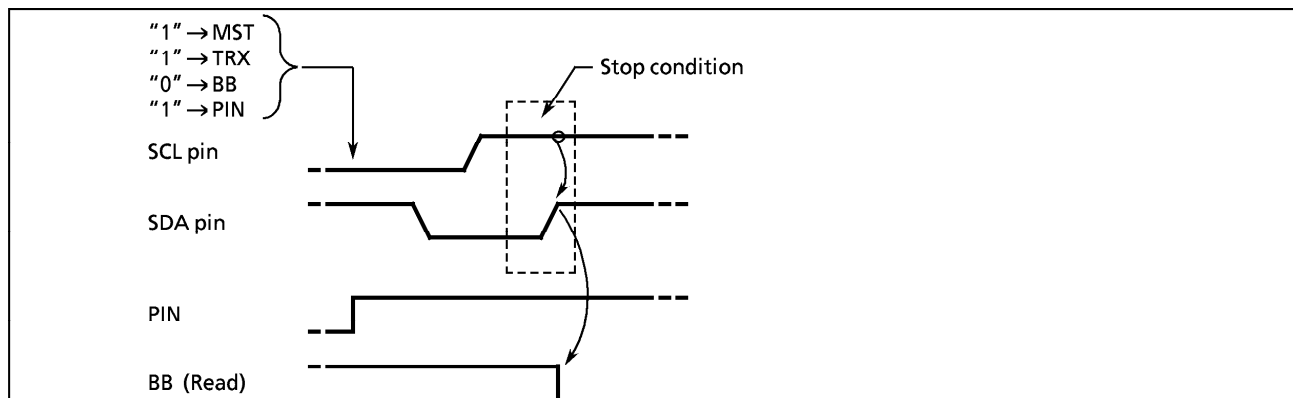 “1” → MST
“1” → TRX
“0” → BB
“1” → PIN
Stop condition
SCL pin
SDA pin
PIN
BB (Read)